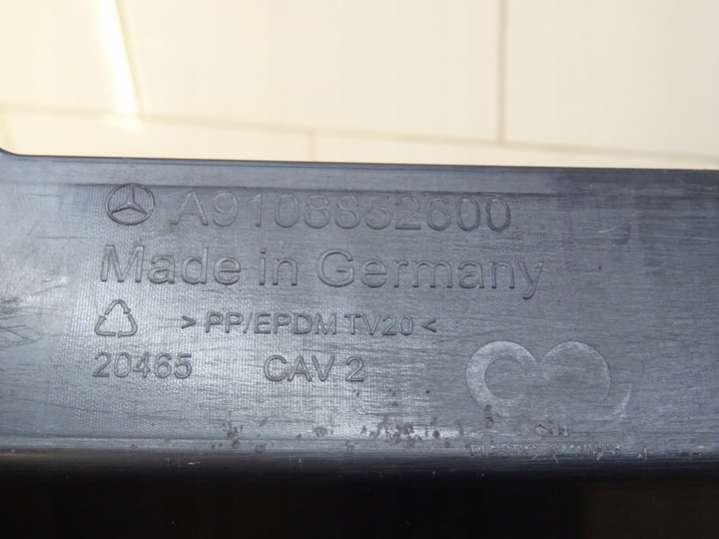 A9108852600
Made in Germany
>PP/EPDM TV20<
20465 CAV 2